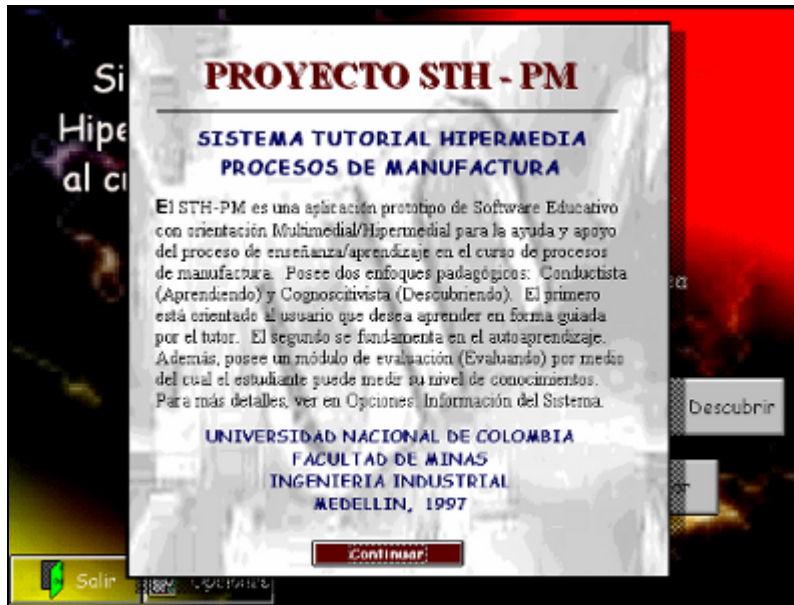 PROYECTO STH - PM
SISTEMA TUTORIAL HIPERMEDIA
PROCESOS DE MANUFACTURA
El STH-PM es una aplicación prototipo de Software Educativo
con orientación Multimedial/Hipermedial para la ayuda y apoyo
del proceso de enseñanza/aprendizaje en el curso de procesos
de manufactura. Posee dos enfoques padagógicos: Conductista
(Aprendiendo) y Cognoscitivista (Descubriendo). El primero
está orientado al usuario que desea aprender en forma guiada
por el tutor. El segundo se fundamenta en el autoaprendizaje.
Además, posee un módulo de evaluación (Evaluando) por medio
del cual el estudiante puede medir su nivel de conocimientos.
Para más detalles, ver en Opciones: Información del Sistema.
UNIVERSIDAD NACIONAL DE COLOMBIA
FACULTAD DE MINAS
INGENIERIA INDUSTRIAL
MEDELLIN, 1997
Continuar
Si
Hipe
al cu
Descubrir
Salir
Opciones